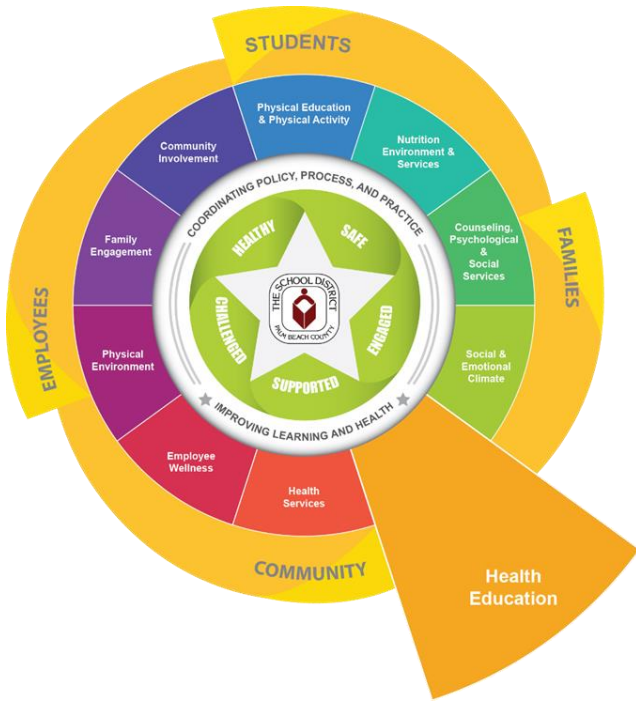 STUDENTS
Physical Education
& Physical Activity
Nutrition
Environment &
Services
Counseling,
Psychological
&
Social
Services
FAMILIES
Social &
Emotional
Climate
Health
Education
Health
Services
COMMUNITY
Employee
Wellness
Physical
Environment
EMPLOYEES
Family
Engagement
Community
Involvement
COORDINATING POLICY, PROCESS, AND PRACTICE
IMPROVING LEARNING AND HEALTH
HEALTHY
SAFE
ENGAGED
SUPPORTED
CHALLENGED
THE SCHOOL DISTRICT
PALM BEACH COUNTY